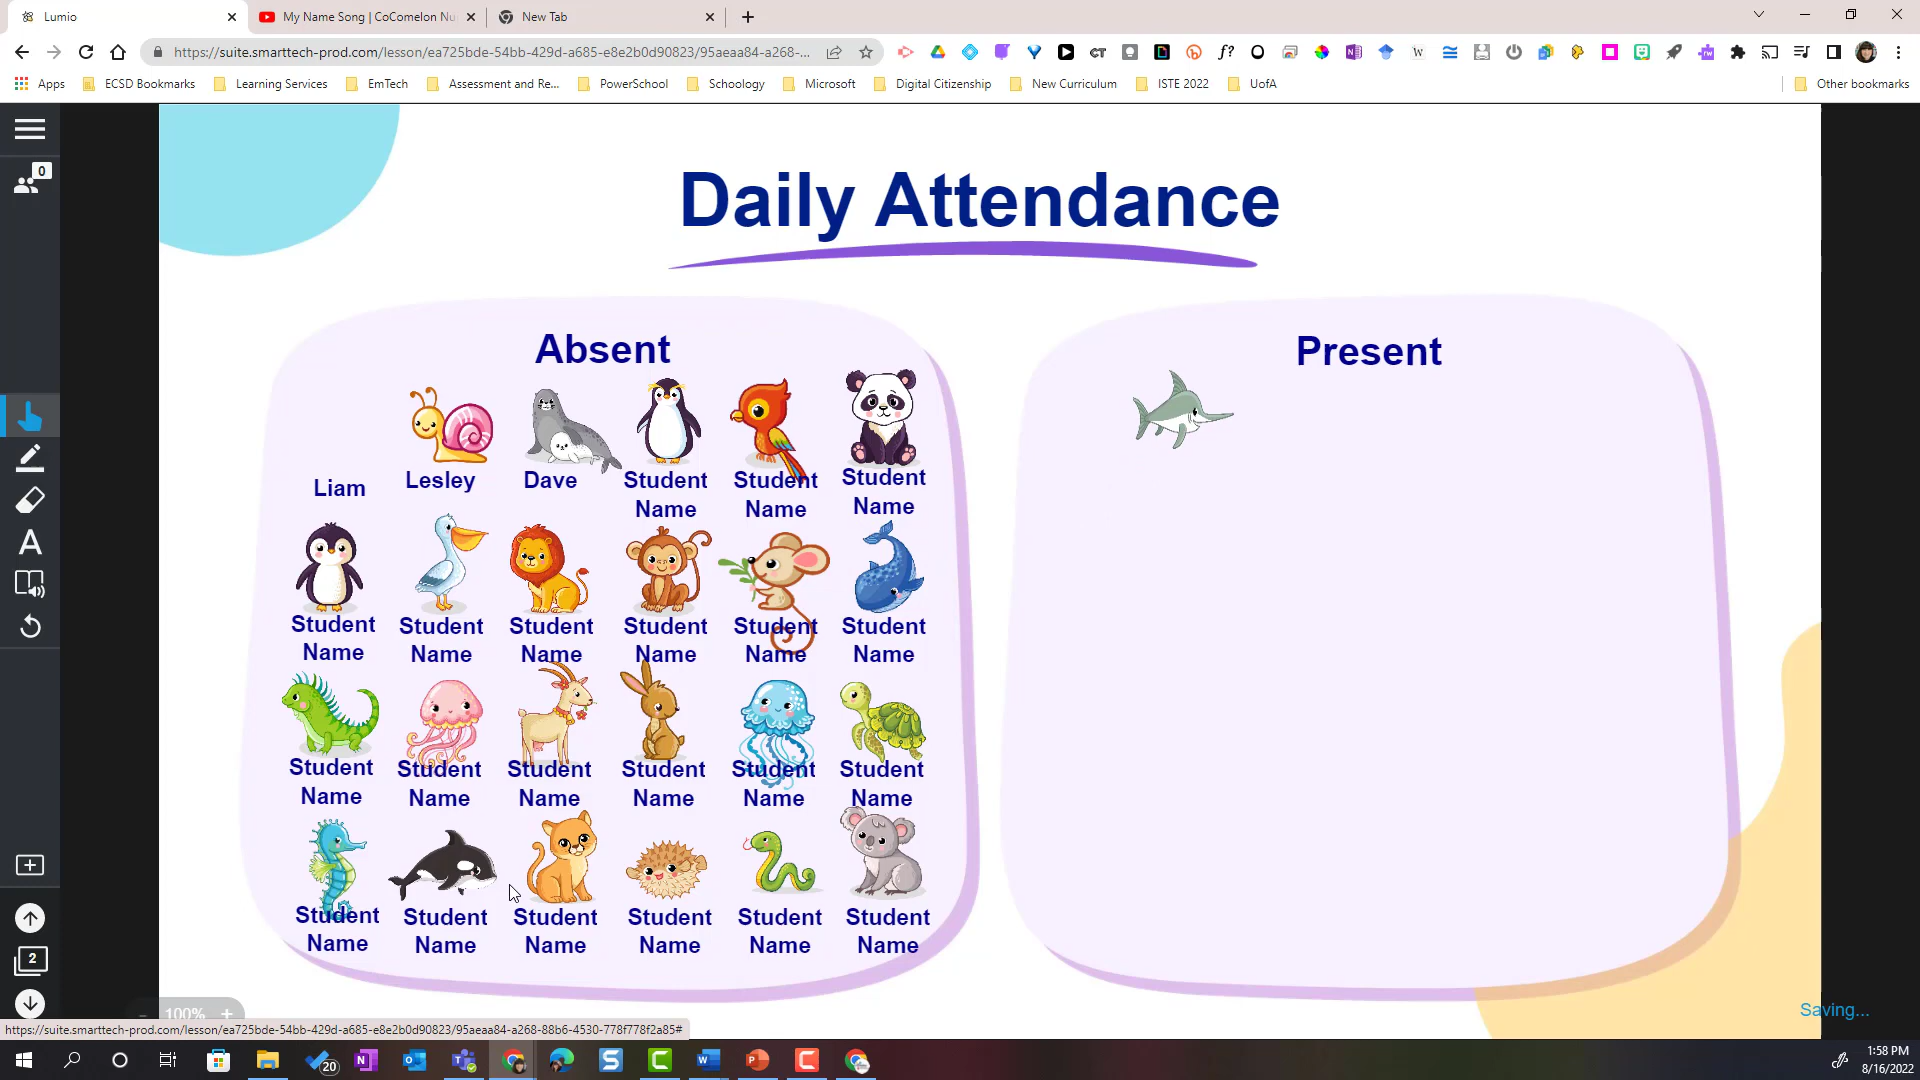 Lumio
My Name Song | CoComelon Nu
New Tab
https://suite.smarttech-prod.com/lesson/ea725bde-54bb-429d-a685-e8e2b0d90823/95aeaa84-a268-...
Apps
ECSD Bookmarks
Learning Services
EmTech
Assessment and Re...
PowerSchool
Schoology
Microsoft
Digital Citizenship
New Curriculum
ISTE 2022
UofA
Other bookmarks
0
Daily Attendance
Absent
Present
Liam
Lesley
Dave
Student
Name
Student
Name
Student
Name
Student
Name
Student
Name
Student
Name
Student
Name
Student
Name
Student
Name
Student
Name
Student
Name
Student
Name
Student
Name
Student
Name
Student
Name
Student
Name
Student
Name
Student
Name
Student
Name
Student
Name
Student
Name
2
100%
Saving...
https://suite.smarttech-prod.com/lesson/ea725bde-54bb-429d-a685-e8e2b0d90823/95aeaa84-a268-88b6-4530-778f778f2a85#
20
1:58 PM
8/16/2022